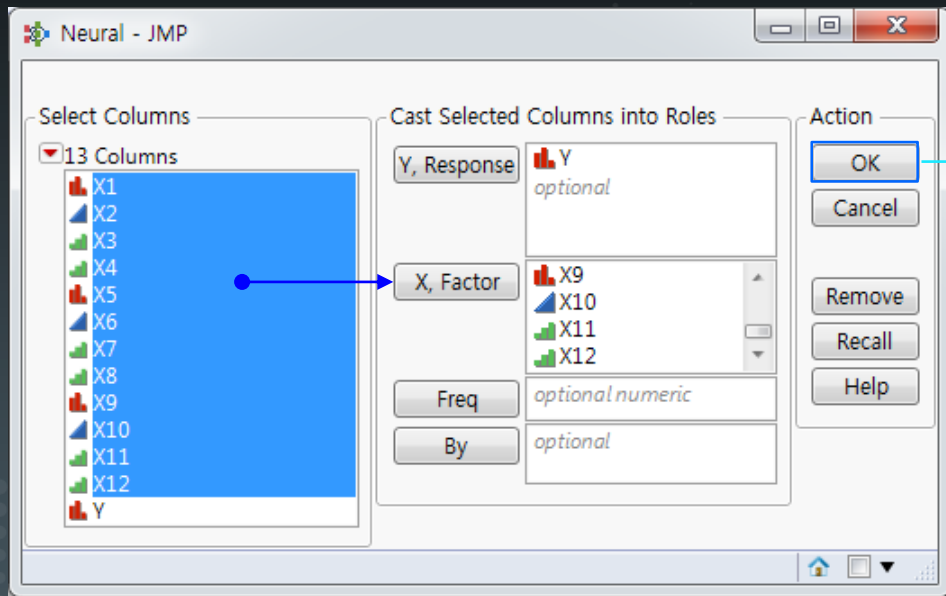 Neural - JMP
Select Columns
13 Columns
X1
X2
X3
X4
X5
X6
X7
X8
X9
X10
X11
X12
Y
Cast Selected Columns into Roles
Y, Response
Y
optional
X, Factor
X9
X10
X11
X12
Freq
optional numeric
By
optional
Action
OK
Cancel
Remove
Recall
Help